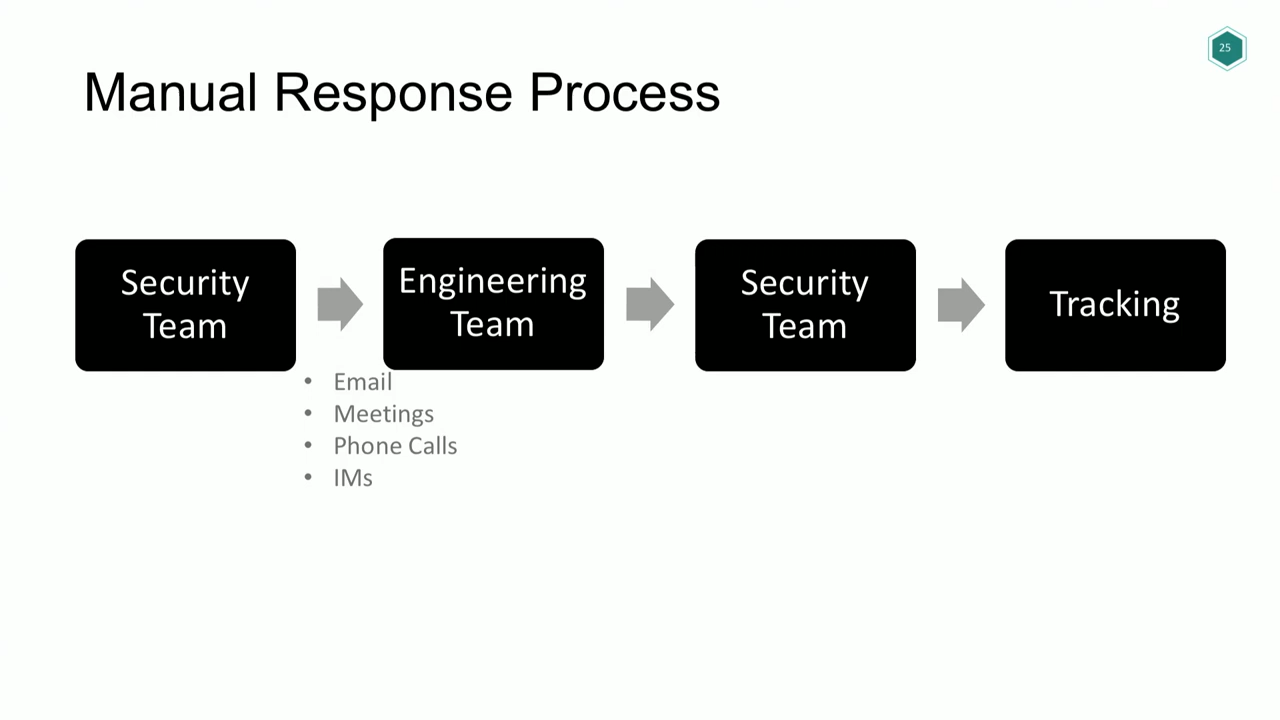 25
Manual Response Process
Security
Team
Engineering
Team
Security
Team
Tracking
• Email
• Meetings
• Phone Calls
• IMs